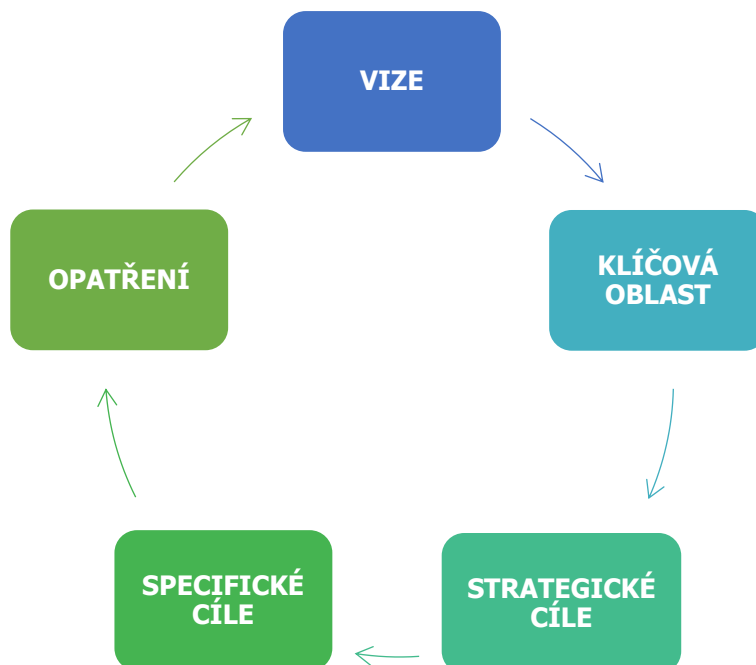 VIZE
KLÍČOVÁ
OBLAST
STRATEGICKÉ
CÍLE
SPECIFICKÉ
CÍLE
OPATŘENÍ